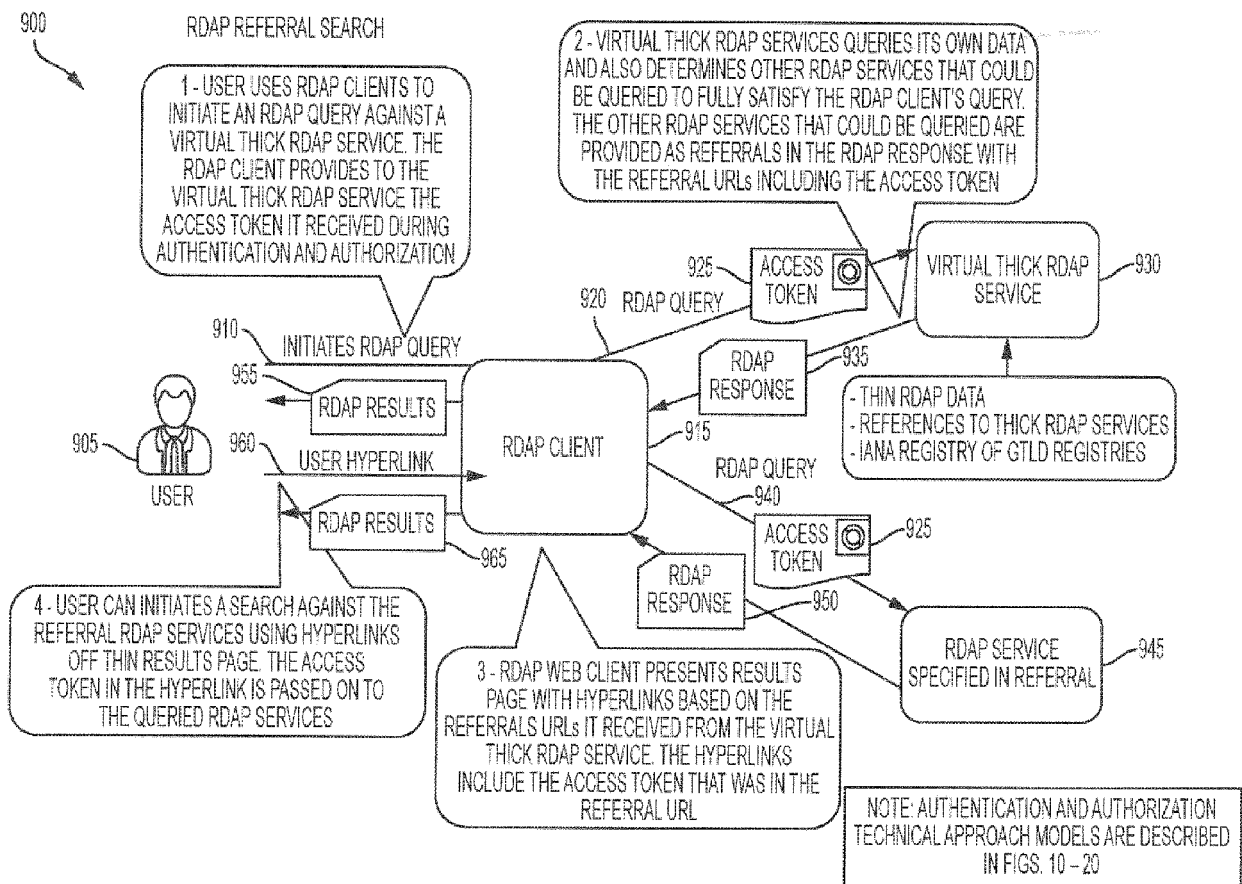 900
RDAP REFERRAL SEARCH
1 - USER USES RDAP CLIENTS TO
INITIATE AN RDAP QUERY AGAINST A
VIRTUAL THICK RDAP SERVICE. THE
RDAP CLIENT PROVIDES TO THE
VIRTUAL THICK RDAP SERVICE THE
ACCESS TOKEN IT RECEIVED DURING
AUTHENTICATION AND AUTHORIZATION
2 - VIRTUAL THICK RDAP SERVICES QUERIES ITS OWN DATA
AND ALSO DETERMINES OTHER RDAP SERVICES THAT COULD
BE QUERIED TO FULLY SATISFY THE RDAP CLIENT'S QUERY.
THE OTHER RDAP SERVICES THAT COULD BE QUERIED ARE
PROVIDED AS REFERRALS IN THE RDAP RESPONSE WITH
THE REFERRAL URLs INCLUDING THE ACCESS TOKEN
925
ACCESS
TOKEN
VIRTUAL THICK RDAP
SERVICE
930
920
RDAP QUERY
910
INITIATES RDAP QUERY
955
RDAP RESULTS
RDAP
RESPONSE
935
- THIN RDAP DATA
- REFERENCES TO THICK RDAP SERVICES
- IANA REGISTRY OF GTLD REGISTRIES
905
USER
960
USER HYPERLINK
RDAP CLIENT
915
RDAP QUERY
940
RDAP RESULTS
965
ACCESS
TOKEN
925
RDAP
RESPONSE
950
RDAP SERVICE
SPECIFIED IN REFERRAL
945
4 - USER CAN INITIATES A SEARCH AGAINST THE
REFERRAL RDAP SERVICES USING HYPERLINKS
OFF THIN RESULTS PAGE. THE ACCESS
TOKEN IN THE HYPERLINK IS PASSED ON TO
THE QUERIED RDAP SERVICES
3 - RDAP WEB CLIENT PRESENTS RESULTS
PAGE WITH HYPERLINKS BASED ON THE
REFERRALS URLs IT RECEIVED FROM THE VIRTUAL
THICK RDAP SERVICE. THE HYPERLINKS
INCLUDE THE ACCESS TOKEN THAT WAS IN THE
REFERRAL URL
NOTE: AUTHENTICATION AND AUTHORIZATION
TECHNICAL APPROACH MODELS ARE DESCRIBED
IN FIGS. 10 – 20